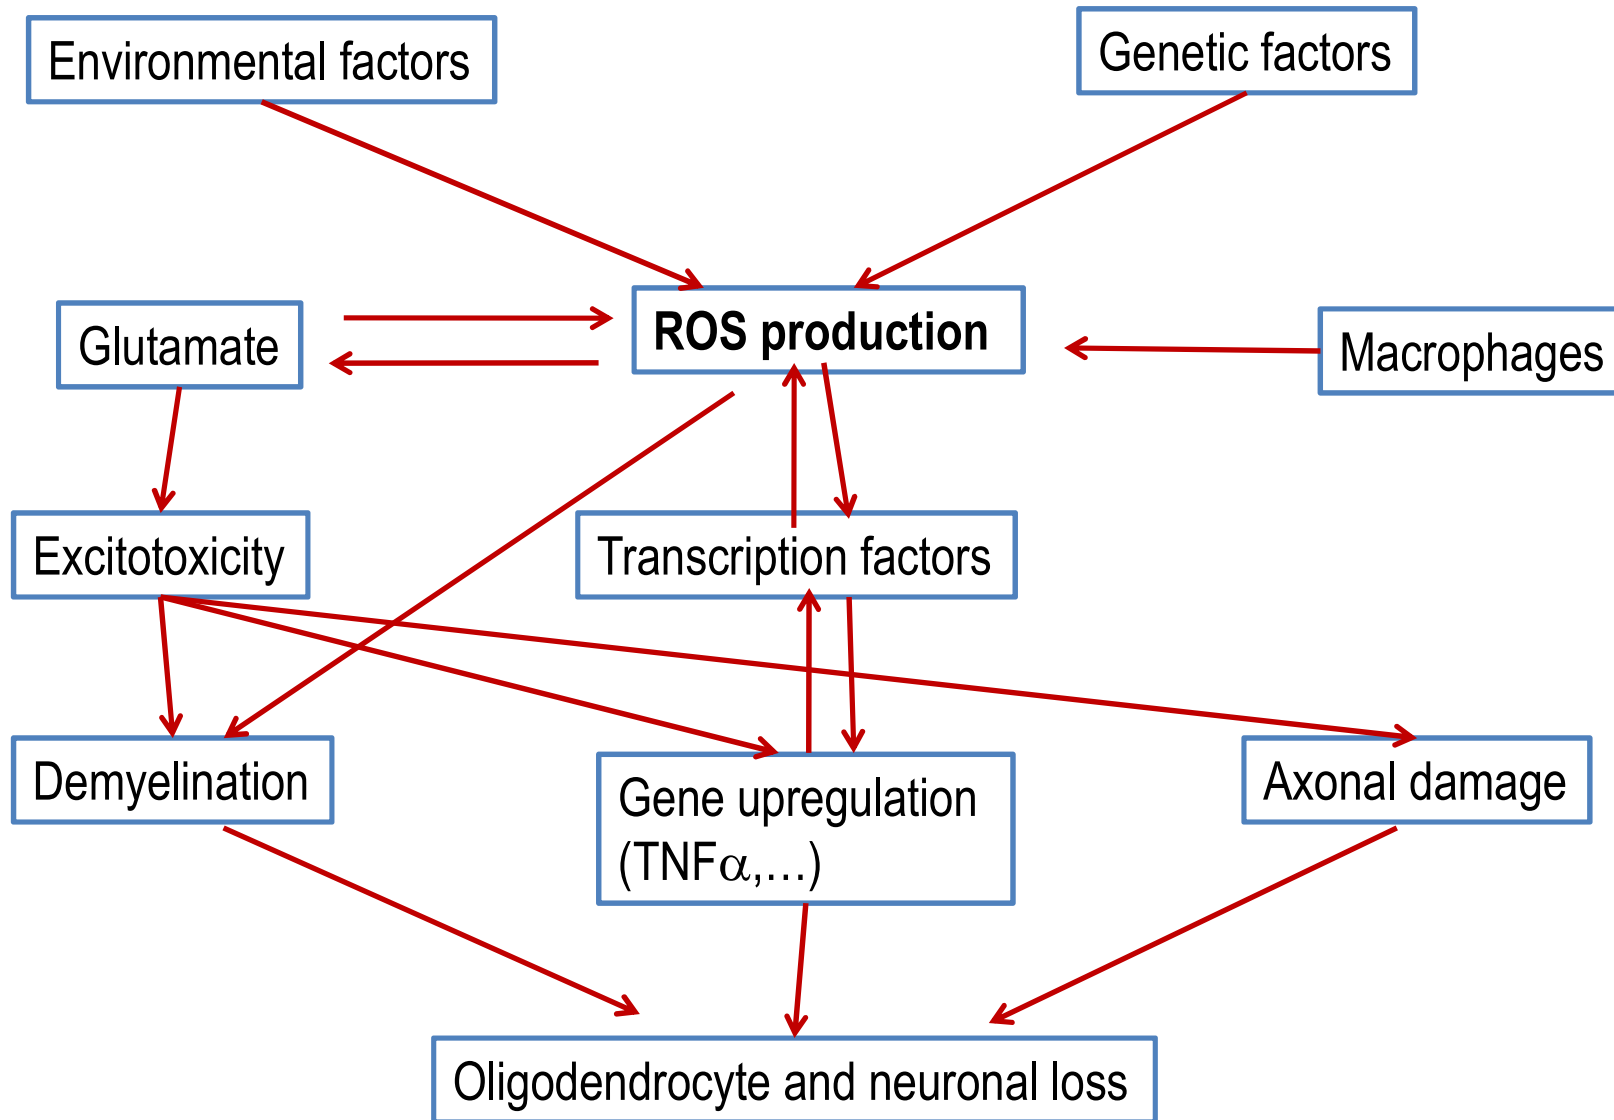 Environmental factors
Genetic factors
Glutamate
ROS production
Macrophages
Excitotoxicity
Transcription factors
Demyelination
Gene upregulation
(TNFα,…)
Axonal damage
Oligodendrocyte and neuronal loss